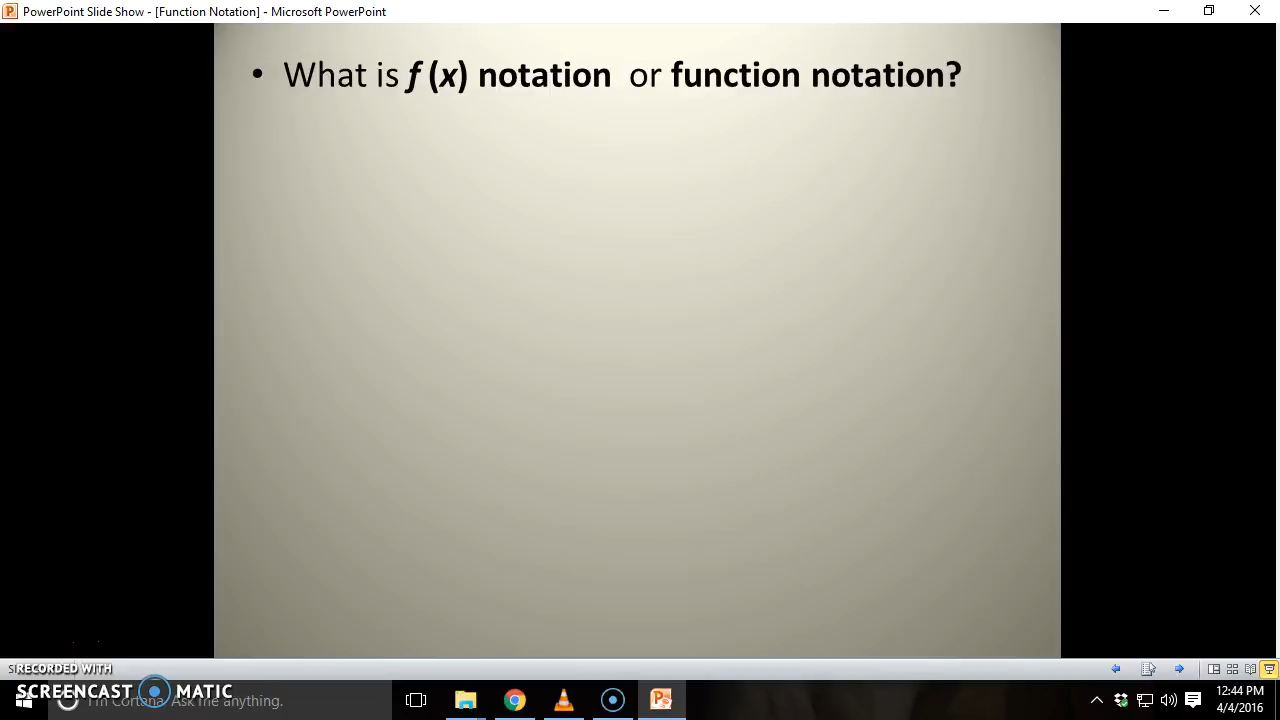 PowerPoint Slide Show - [Function Notation] - Microsoft PowerPoint
• What is f (x) notation or function notation?
RECORDED WITH
SCREENCAST MATIC
I'm Cortana. Ask me anything.
12:44 PM
4/4/2016